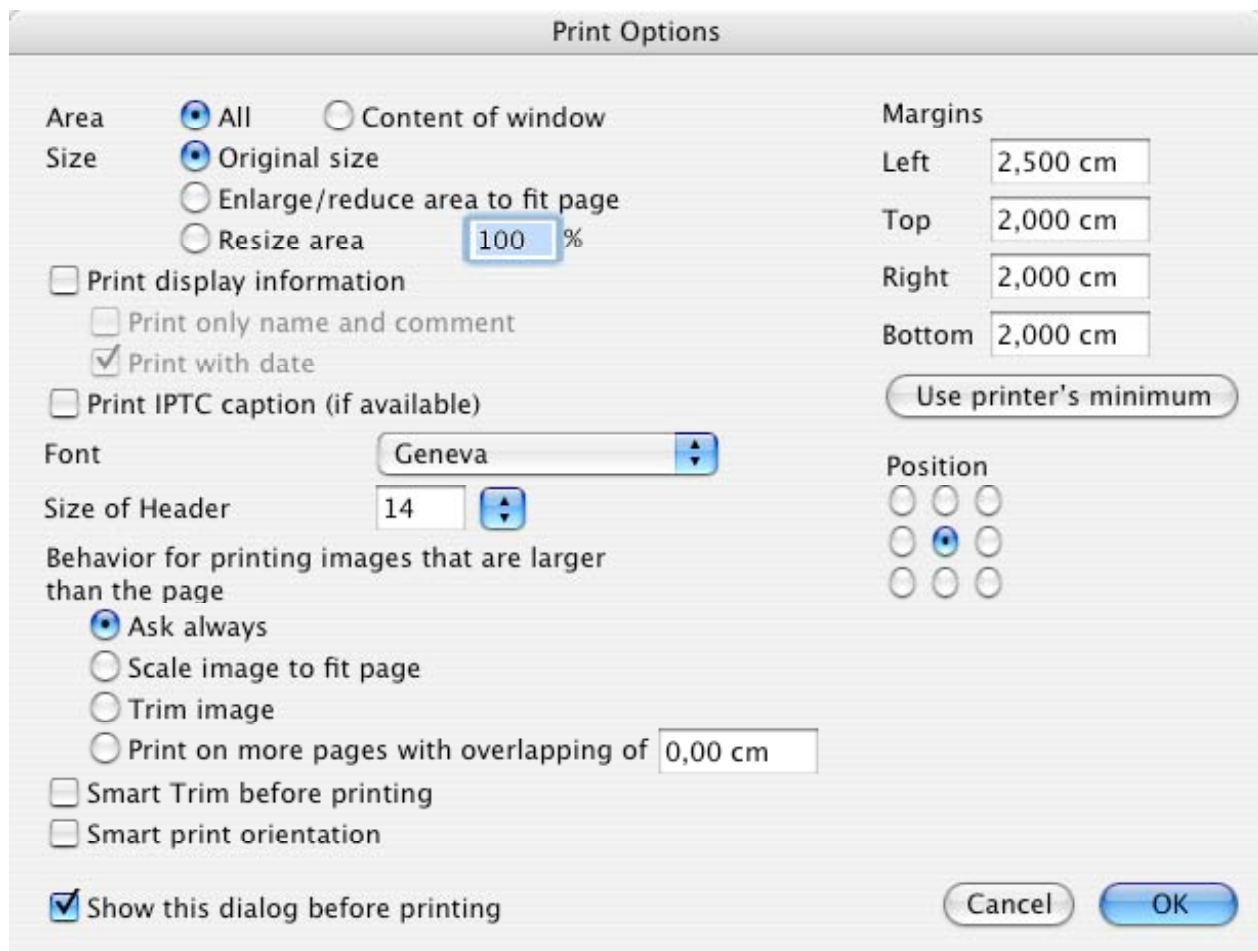 Print Options
Area All Content of window
Size Original size
Enlarge/reduce area to fit page
Resize area 100 %
Print display information
Print only name and comment
Print with date
Print IPTC caption (if available)
Font Geneva
Size of Header 14
Behavior for printing images that are larger
than the page
Ask always
Scale image to fit page
Trim image
Print on more pages with overlapping of 0,00 cm
Smart Trim before printing
Smart print orientation
Show this dialog before printing
Margins
Left 2,500 cm
Top 2,000 cm
Right 2,000 cm
Bottom 2,000 cm
Use printer's minimum
Position
Cancel OK